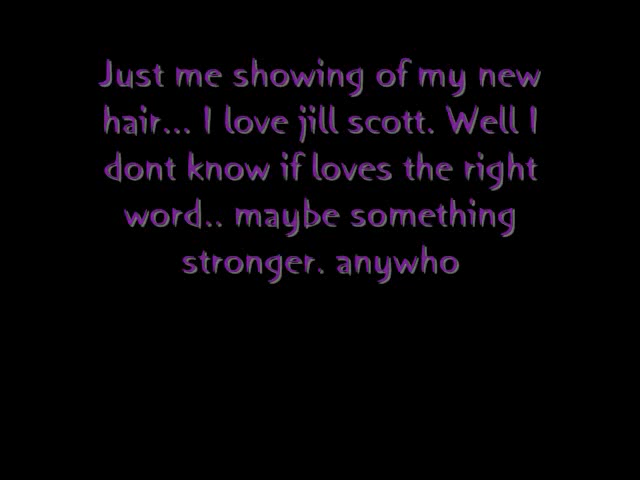 Just me showing of my new
hair... I love jill scott. Well I
dont know if loves the right
word.. maybe something
stronger. anywho